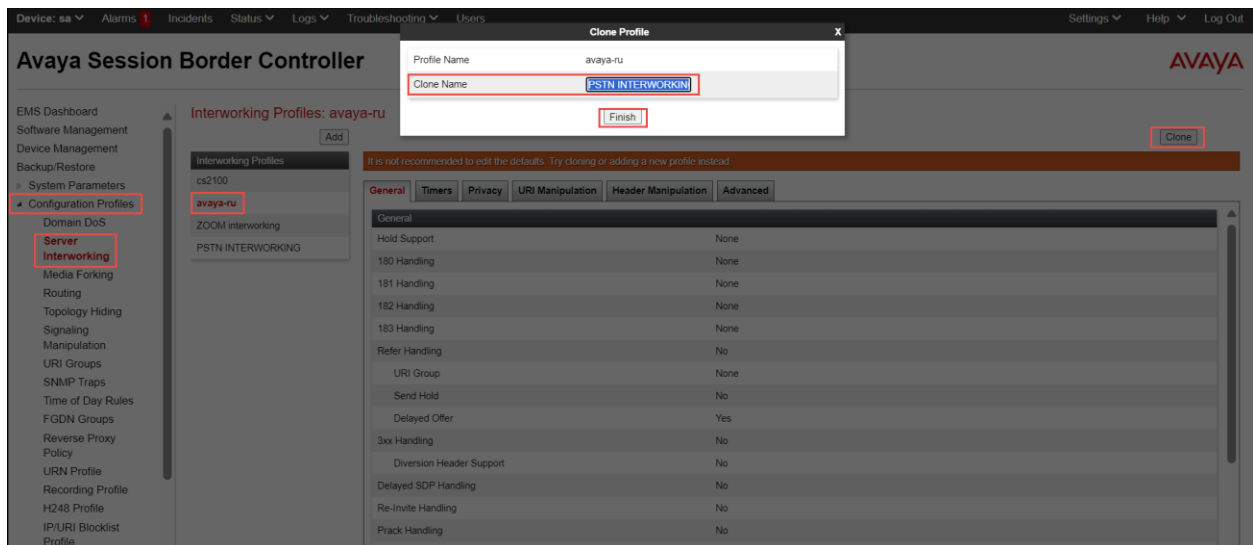 Device: sa Alarms 1 Incidents Status Logs Troubleshooting Users Settings Help Log Out
Clone Profile X
Avaya Session Border Controller
AVAYA
Profile Name avaya-ru
Clone Name PSTN INTERWORKIN
Finish
EMS Dashboard
Software Management
Device Management
Backup/Restore
System Parameters
Configuration Profiles
Domain DoS
Server
Interworking
Media Forking
Routing
Topology Hiding
Signaling
Manipulation
URI Groups
SNMP Traps
Time of Day Rules
FGDN Groups
Reverse Proxy
Policy
URN Profile
Recording Profile
H248 Profile
IP/URI Blocklist
Profile
Interworking Profiles: avaya-ru
Add
Clone
Interworking Profiles
cs2100
avaya-ru
ZOOM interworking
PSTN INTERWORKING
It is not recommended to edit the defaults. Try cloning or adding a new profile instead.
General Timers Privacy URI Manipulation Header Manipulation Advanced
General
Hold Support None
180 Handling None
181 Handling None
182 Handling None
183 Handling None
Refer Handling No
URI Group None
Send Hold No
Delayed Offer Yes
3xx Handling No
Diversion Header Support No
Delayed SDP Handling No
Re-Invite Handling No
Prack Handling No